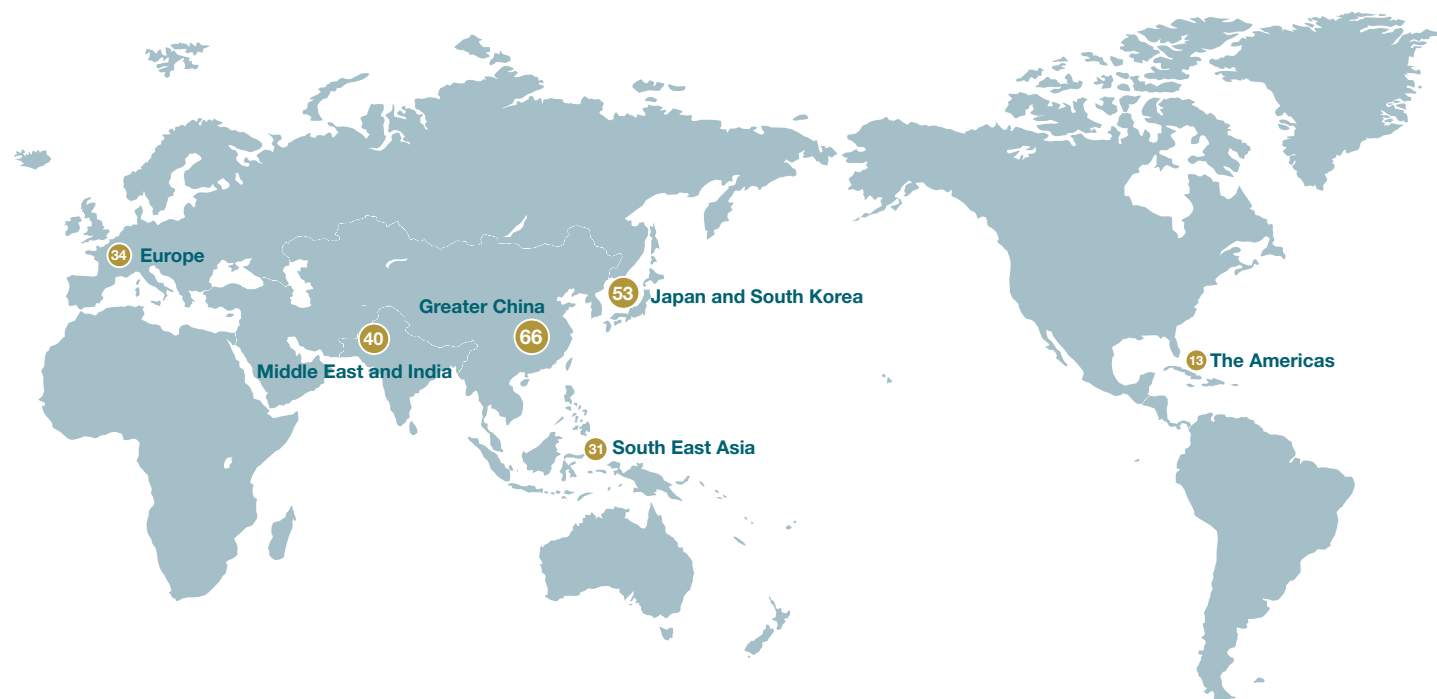 34 Europe
53 Japan and South Korea
Greater China
66
40
Middle East and India
13 The Americas
31 South East Asia